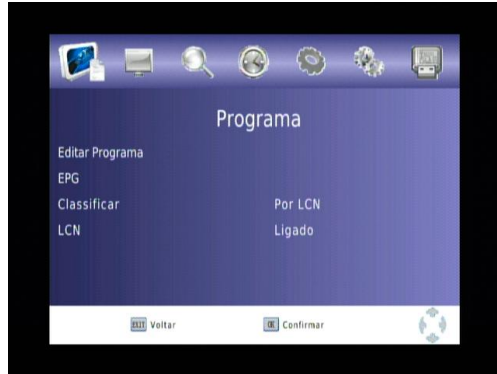 Programa
Editar Programa
EPG
Classificar Por LCN
LCN Ligado
EXIT Voltar OK Confirmar